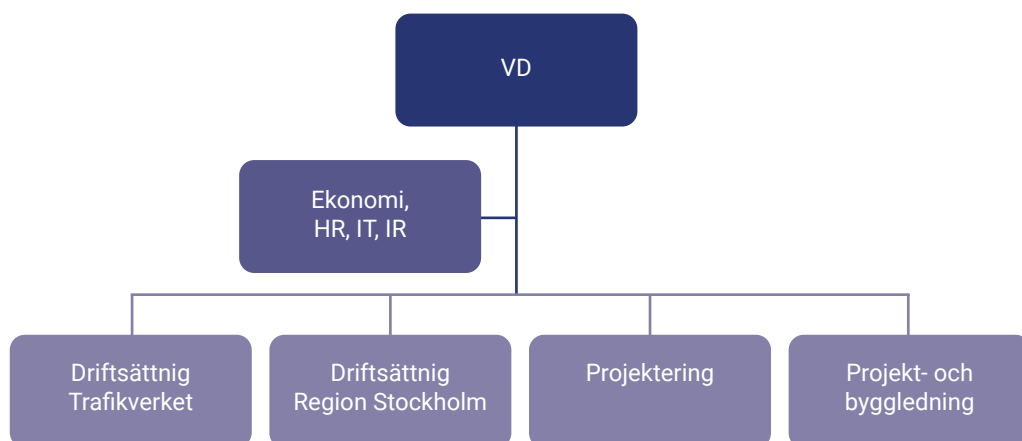 VD
Ekonomi,
HR, IT, IR
Driftsättnig
Trafikverket
Driftsättnig
Region Stockholm
Projektering
Projekt- och
byggledning